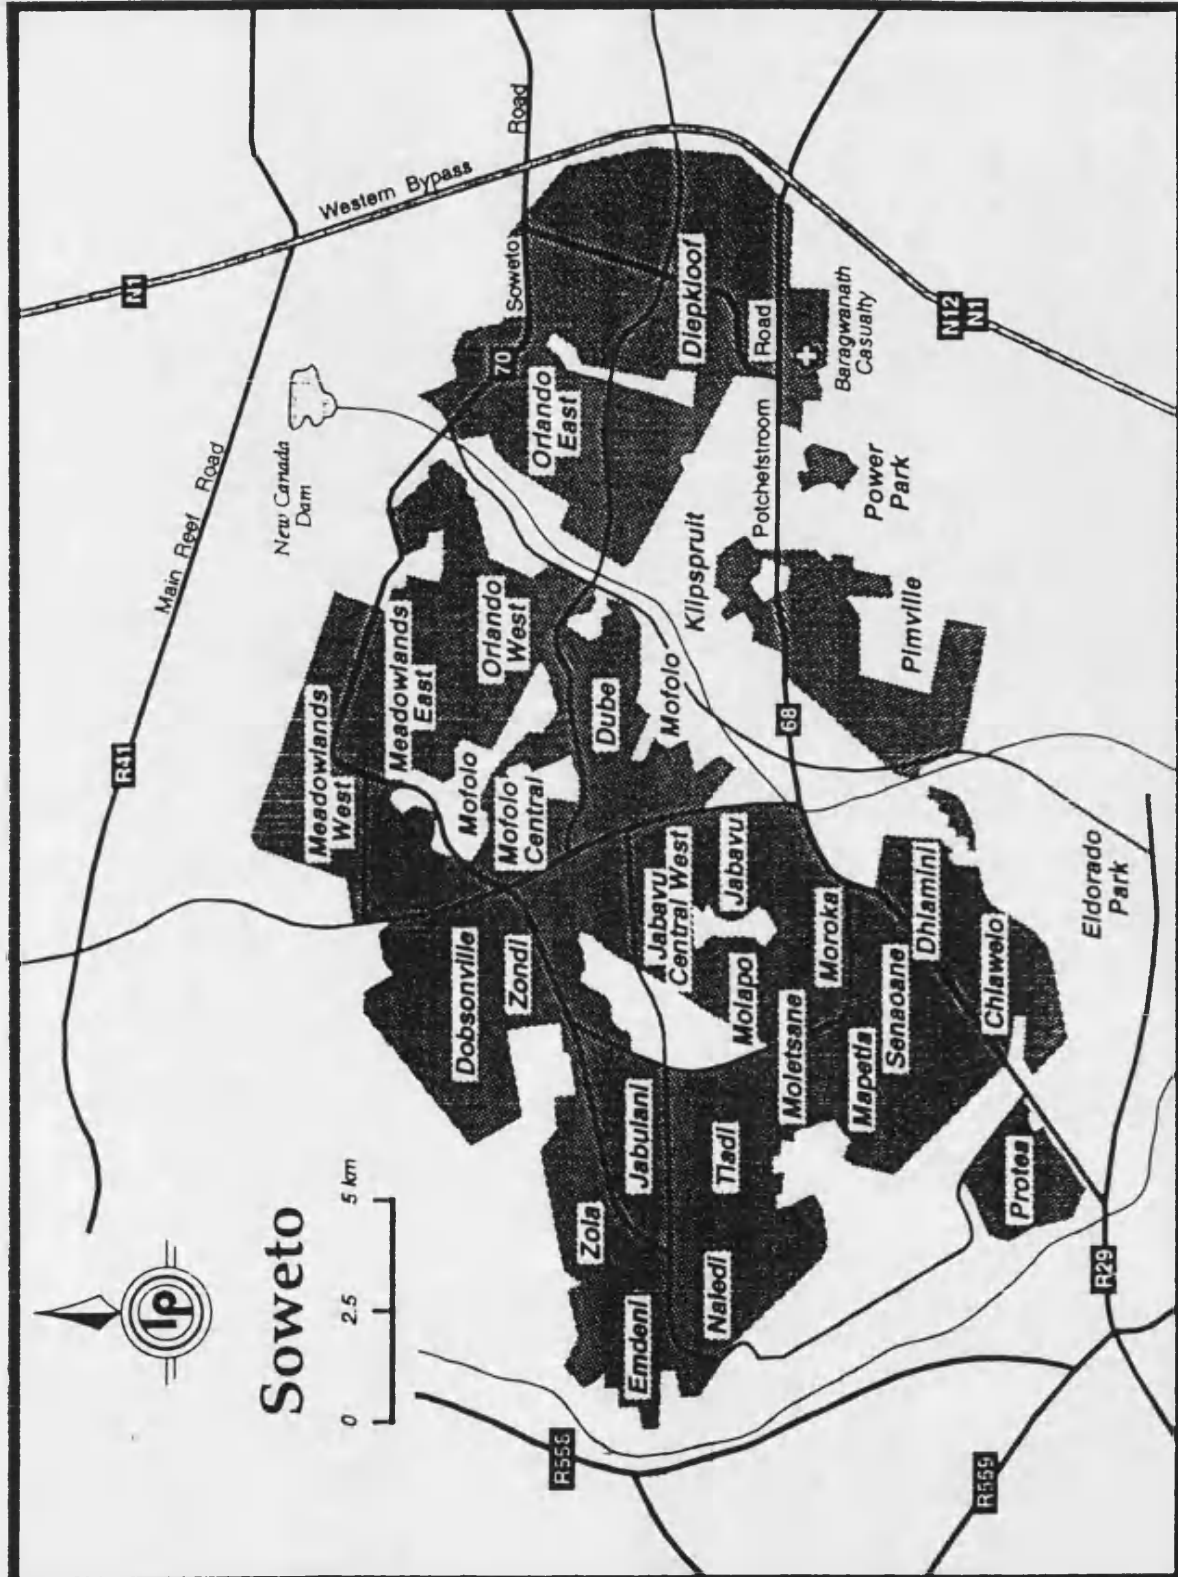 Soweto
0 2.5 5 km
lp
R41
Main Reef Road
N1
Western Bypass
New Canada
Dam
70
Soweto
Road
Meadowlands
West
Meadowlands
East
Orlando
West
Orlando
East
Diepkloof
Mofolo
Mofolo
Central
Dube
Mofolo
Dobsonville
Zondi
Jabavu
Central West
Jabavu
Klipspruit
Potchefstroom
Road
Baragwanath
Casualty
Power
Park
Pimville
68
N12
N1
Zola
Jabulani
Emdeni
Naledi
Tladi
Molapo
Moletsane
Moroka
Mapetla
Senaoane
Dhlamini
Chiawelo
Protea
Eldorado
Park
R558
R559
R29